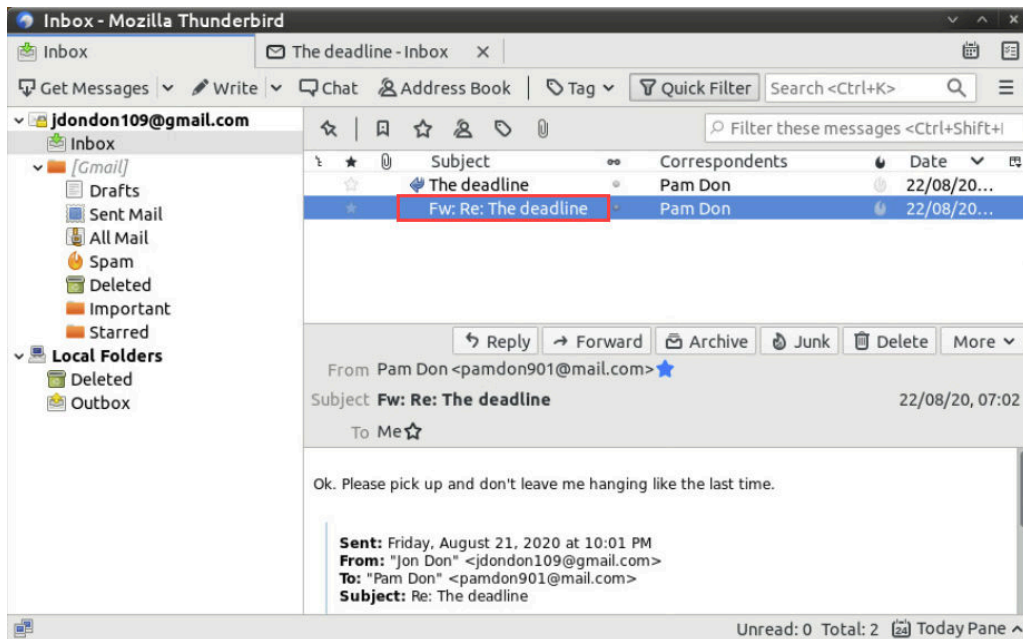 Inbox - Mozilla Thunderbird
Inbox
The deadline - Inbox
Get Messages Write Chat Address Book Tag Quick Filter Search <Ctrl+K>
jdondon109@gmail.com
Inbox
[Gmail]
Drafts
Sent Mail
All Mail
Spam
Deleted
Important
Starred
Local Folders
Deleted
Outbox
Filter these messages <Ctrl+Shift+
Subject Correspondents Date
The deadline Pam Don 22/08/20...
Fw: Re: The deadline Pam Don 22/08/20...
Reply Forward Archive Junk Delete More
From Pam Don <pamdon901@mail.com>
Subject Fw: Re: The deadline 22/08/20, 07:02
To Me
Ok. Please pick up and don't leave me hanging like the last time.
Sent: Friday, August 21, 2020 at 10:01 PM
From: "Jon Don" <jdondon109@gmail.com>
To: "Pam Don" <pamdon901@mail.com>
Subject: Re: The deadline
Unread: 0 Total: 2 24 Today Pane